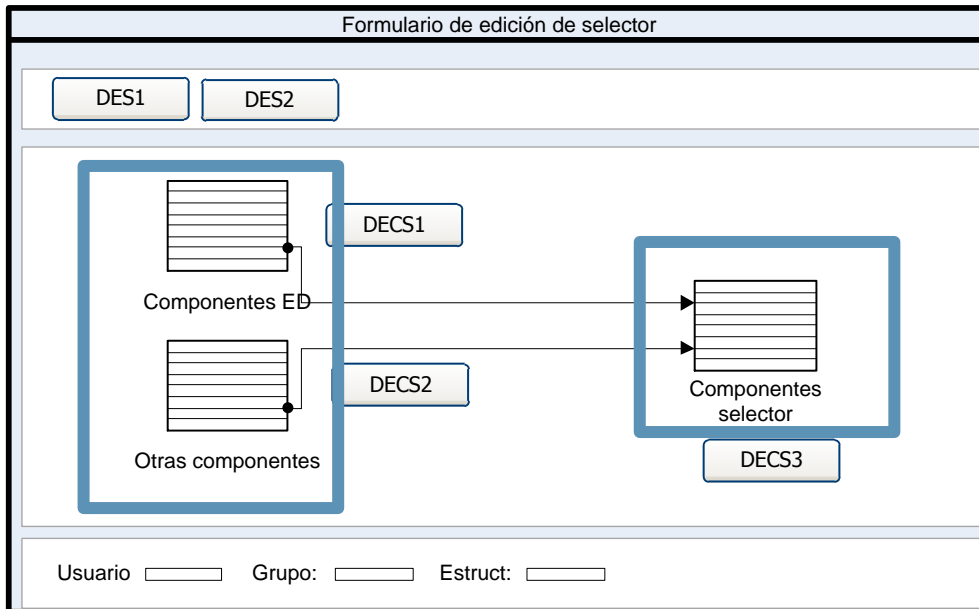 Formulario de edición de selector
DES1
DES2
DECS1
Componentes ED
DECS2
Componentes
selector
Otras componentes
DECS3
Usuario Grupo: Estruct: